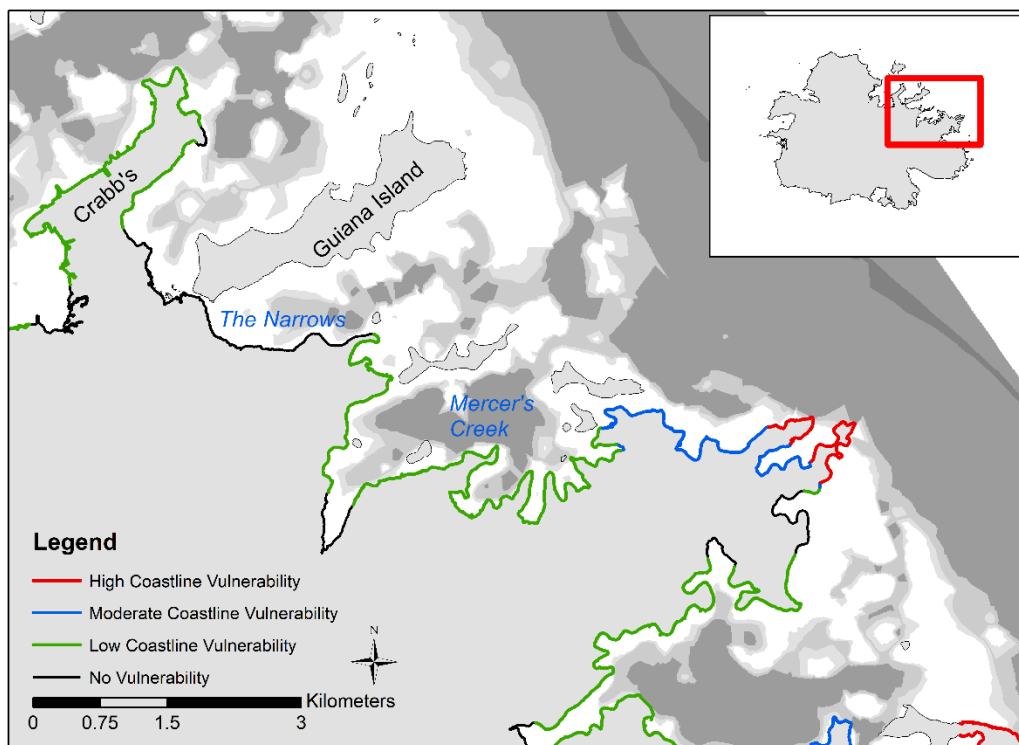 Crabb's
Guiana Island
The Narrows
Mercer's
Creek
Legend
High Coastline Vulnerability
Moderate Coastline Vulnerability
Low Coastline Vulnerability
No Vulnerability
N
Kilometers
0 0.75 1.5 3